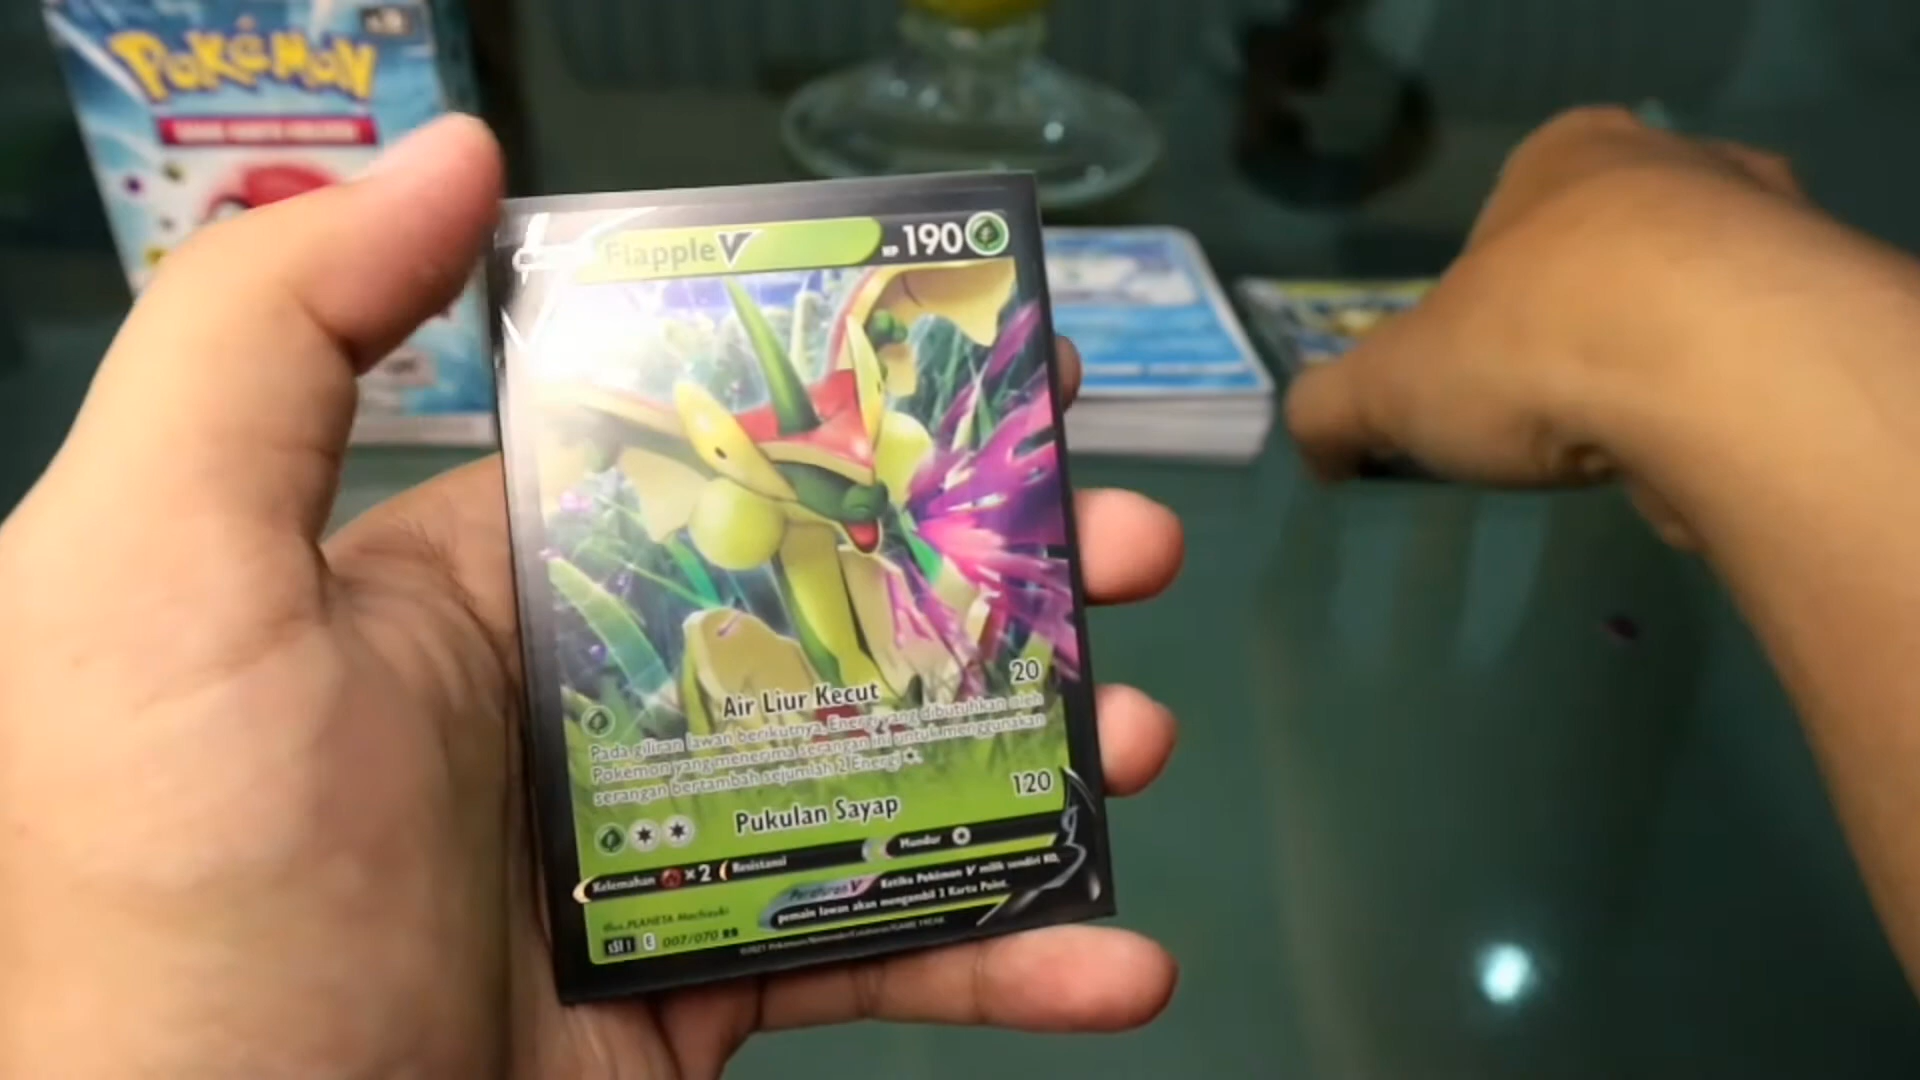 Pokémon
Flapple V
HP 190
Air Liur Kecut 20
Pada giliran lawan berikutnya, Energi yang dibutuhkan oleh
Pokémon yang menerima serangan ini untuk menggunakan
serangan bertambah sejumlah 2 Energi
Pukulan Sayap 120
Kelemahan ×2 Resistansi Mundur
Peraturan V Ketika Pokémon V milik sendiri KO,
pemain lawan akan mengambil 2 Karta Point.
Illus. PLANETA Mochizuki
E 007/070 RR